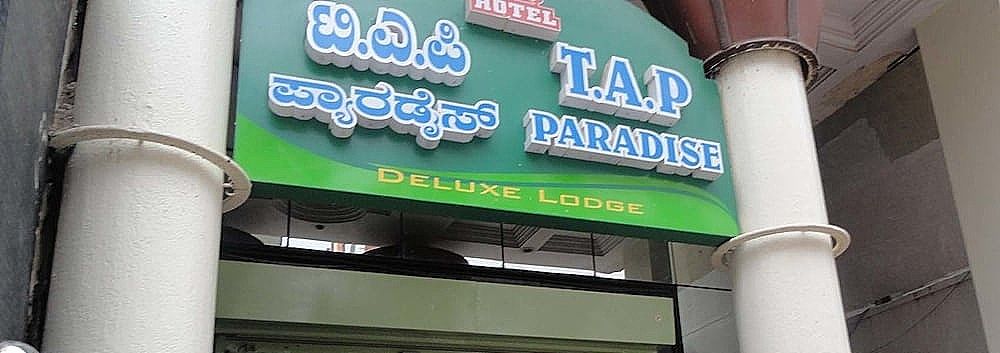 HOTEL
ಟಿ.ಎ.ಪಿ
ಪ್ಯಾರಡೈಸ್
T.A.P
PARADISE
DELUXE LODGE